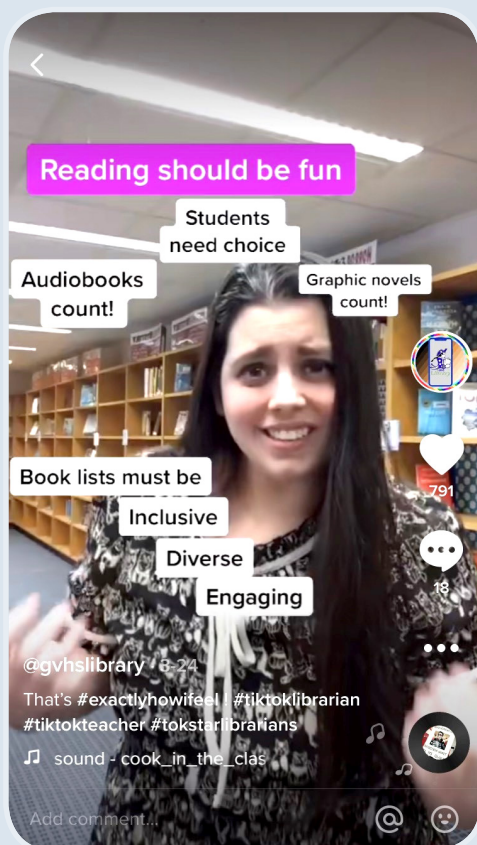 Reading should be fun
Students
need choice
Audiobooks
count!
Graphic novels
count!
Book lists must be
Inclusive
Diverse
Engaging
791
18
@gvhslibrary · 3-24
That's #exactlyhowifeel ! #tiktoklibrarian
#tiktokteacher #tokstarlibrarians
sound - cook_in_the_clas
Add comment...